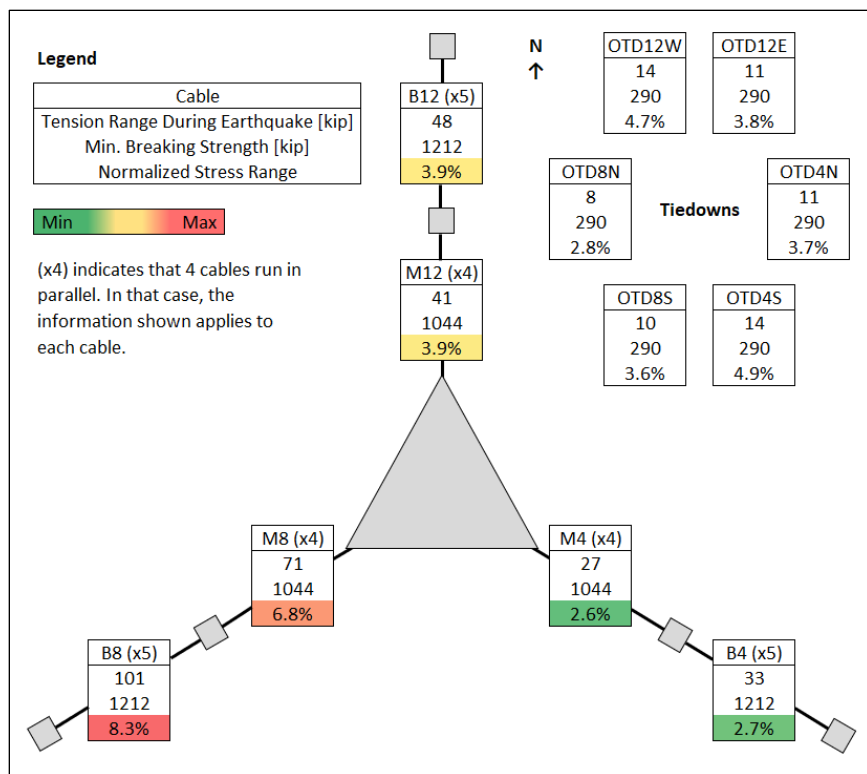 Legend
Cable
Tension Range During Earthquake [kip]
Min. Breaking Strength [kip]
Normalized Stress Range
Min Max
(x4) indicates that 4 cables run in
parallel. In that case, the
information shown applies to
each cable.
B12 (x5)
48
1212
3.9%
M12 (x4)
41
1044
3.9%
N
↑
OTD12W
14
290
4.7%
OTD12E
11
290
3.8%
OTD8N
8
290
2.8%
Tiedowns
OTD4N
11
290
3.7%
OTD8S
10
290
3.6%
OTD4S
14
290
4.9%
M8 (x4)
71
1044
6.8%
M4 (x4)
27
1044
2.6%
B8 (x5)
101
1212
8.3%
B4 (x5)
33
1212
2.7%